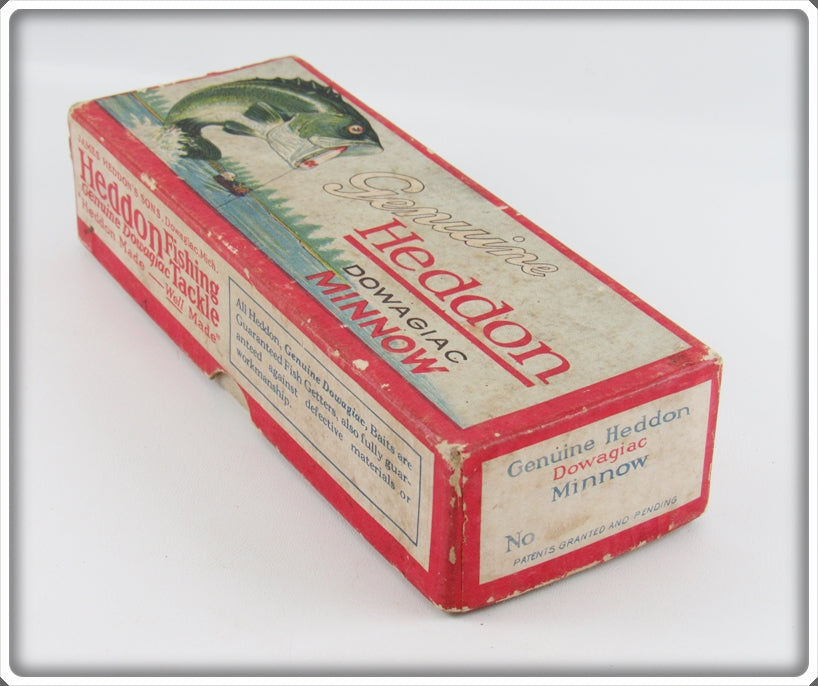 Genuine
Heddon
DOWAGIAC
MINNOW
JAMES HEDDON'S SONS, Dowagiac, Mich.
Heddon Fishing
Genuine Dowagiac Tackle
"Heddon Made — Well Made"
All Heddon, Genuine Dowagiac, Baits are
Guaranteed Fish Getters, also fully guar-
anteed against defective materials or
workmanship.
Genuine Heddon
Dowagiac
Minnow
No
PATENTS GRANTED AND PENDING